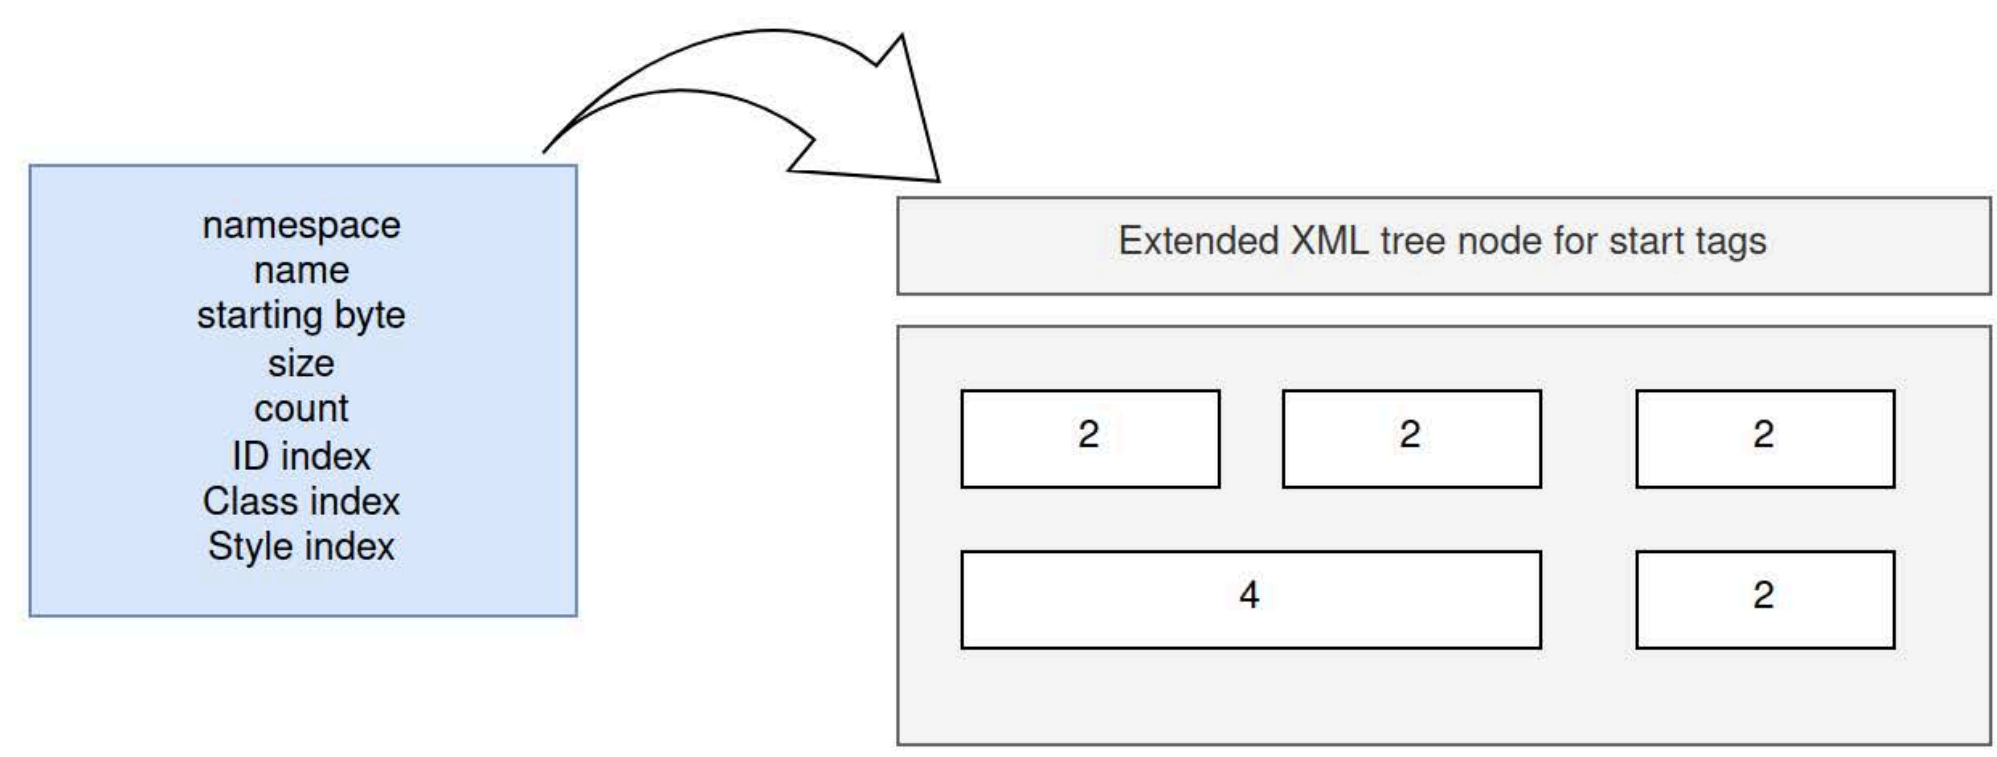 namespace
name
starting byte
size
count
ID index
Class index
Style index
Extended XML tree node for start tags
2 2 2
4 2